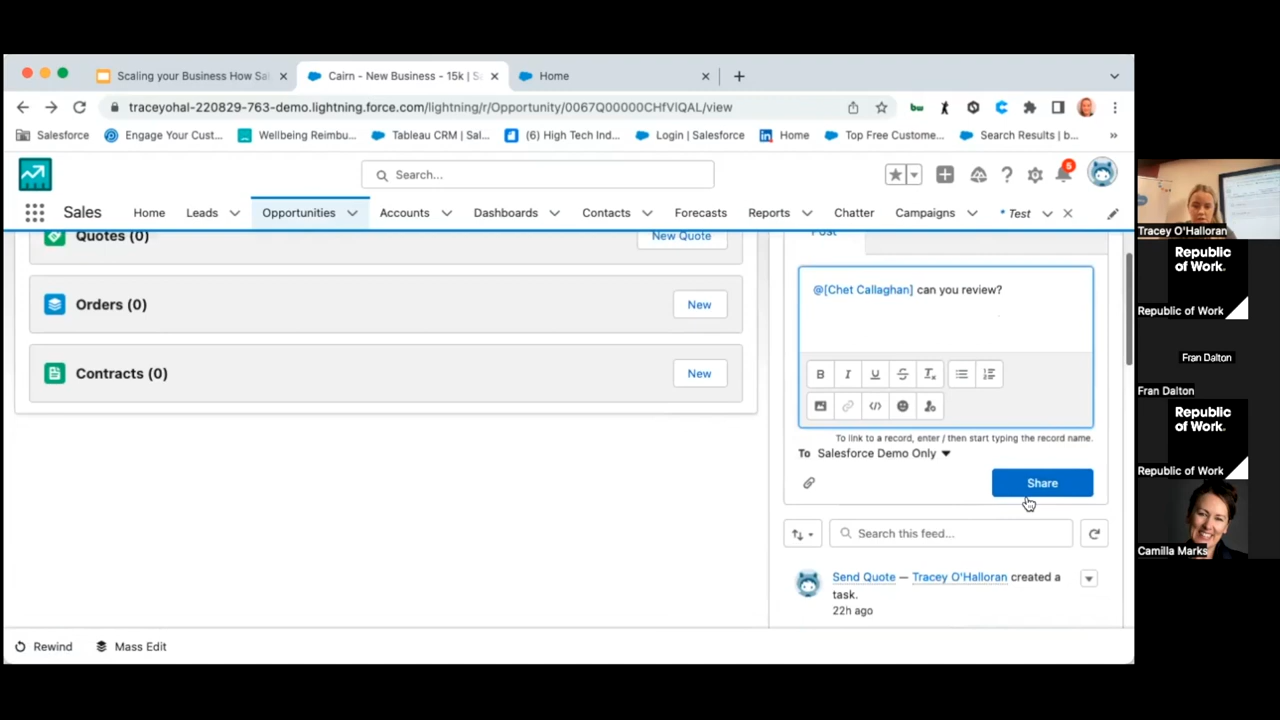 Scaling your Business How Sa
Cairn - New Business - 15k | S
Home
traceyohal-220829-763-demo.lightning.force.com/lightning/r/Opportunity/0067Q00000CHfVlQAL/view
Salesforce
Engage Your Cust...
Wellbeing Reimbu...
Tableau CRM | Sal...
(6) High Tech Ind...
Login | Salesforce
Home
Top Free Custome...
Search Results | b...
»
Search...
5
Sales
Home
Leads
Opportunities
Accounts
Dashboards
Contacts
Forecasts
Reports
Chatter
Campaigns
* Test
Quotes (0)
New Quote
Orders (0)
New
Contracts (0)
New
Post
@[Chet Callaghan] can you review?
B I U S Tx
To link to a record, enter / then start typing the record name.
To Salesforce Demo Only
Share
Search this feed...
Send Quote — Tracey O'Halloran created a
task.
22h ago
Rewind
Mass Edit
Tracey O'Halloran
Republic
of Work.
Republic of Work
Fran Dalton
Fran Dalton
Republic
of Work.
Republic of Work
Camilla Marks